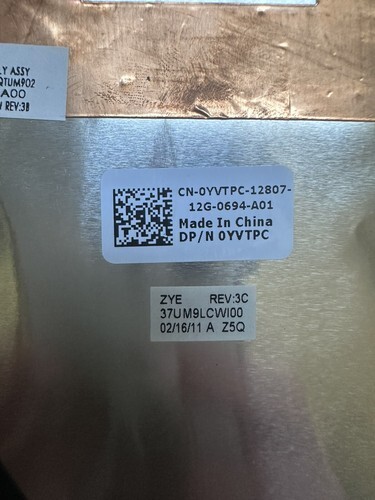 LY ASSY
QTUM902
A00
REV:3B
CN-0YVTPC-12807-
12G-0694-A01
Made In China
DP/N 0YVTPC
ZYE REV:3C
37UM9LCWI00
02/16/11 A Z5Q